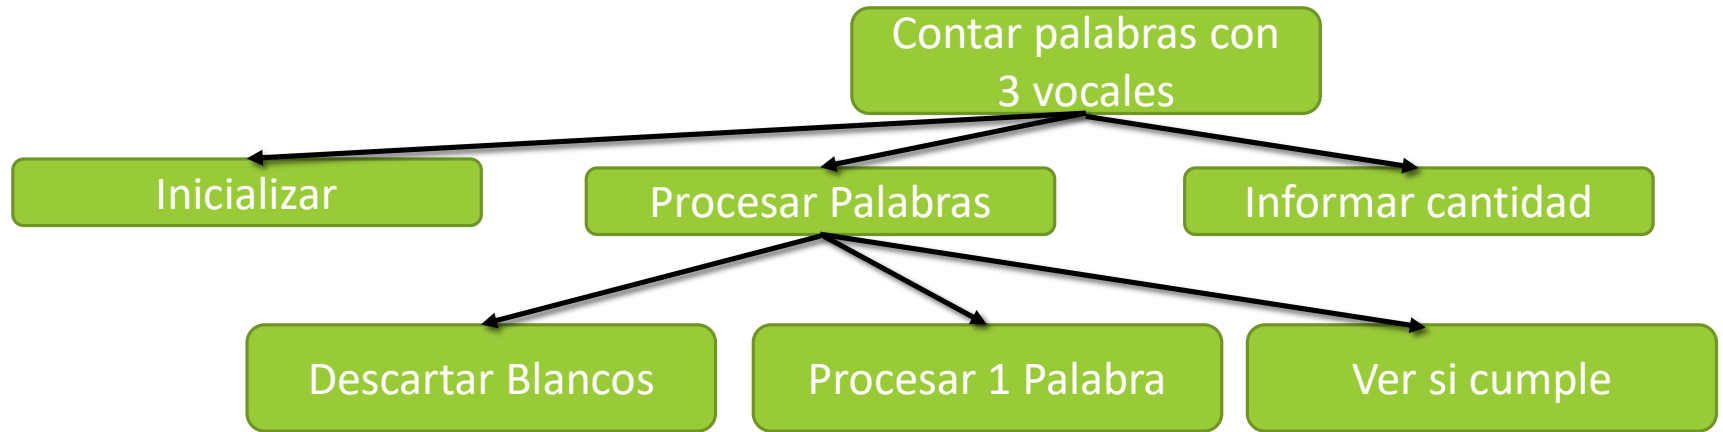 Contar palabras con
3 vocales
Inicializar
Procesar Palabras
Informar cantidad
Descartar Blancos
Procesar 1 Palabra
Ver si cumple